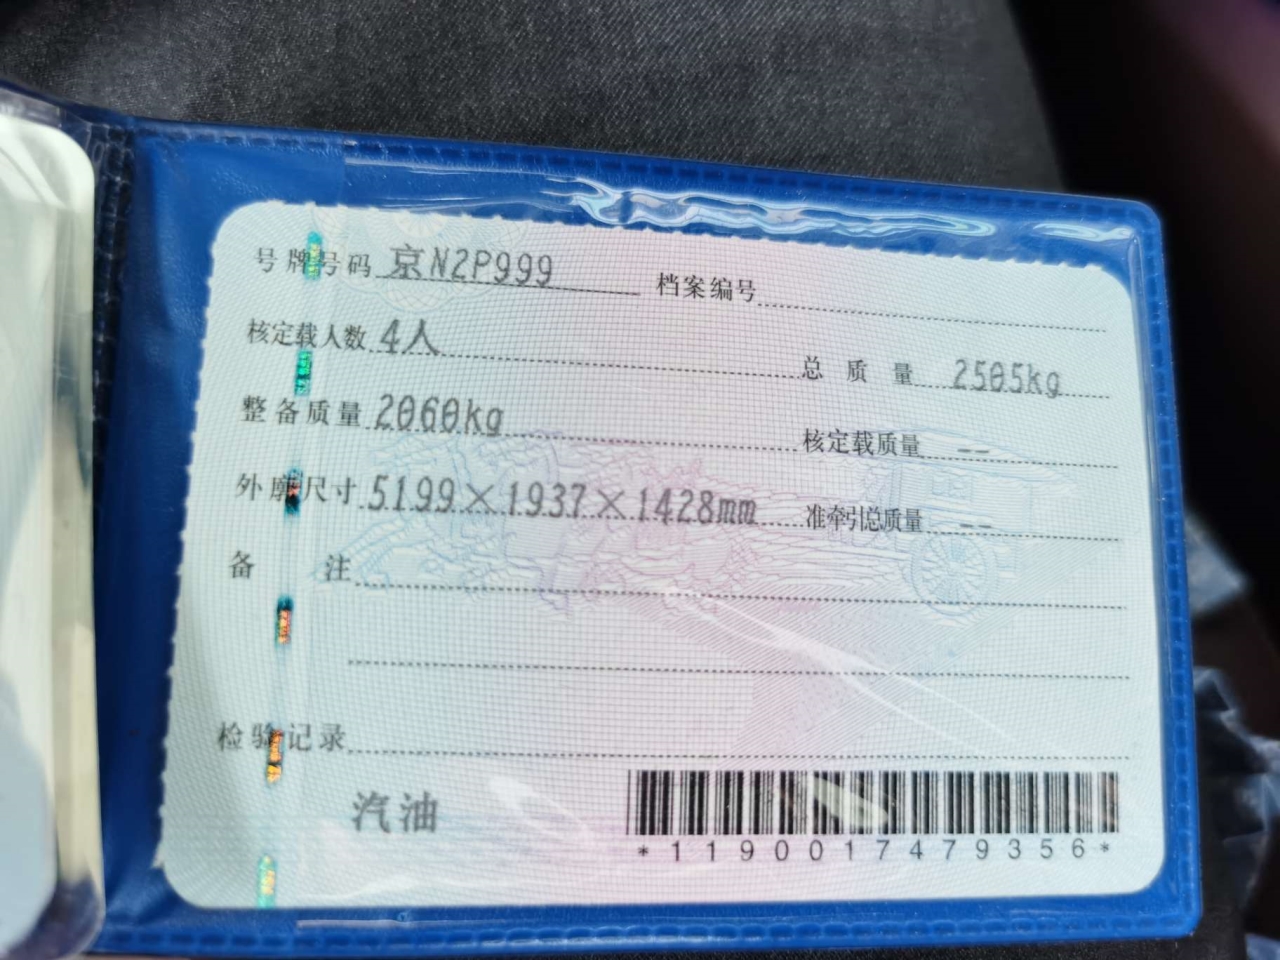 号牌号码 京N2P999 档案编号
核定载人数 4人 总质量 2505kg
整备质量 2060kg 核定载质量 --
外廓尺寸 5199×1937×1428mm 准牵引总质量 --
备注
检验记录
汽油
*1190017479356*